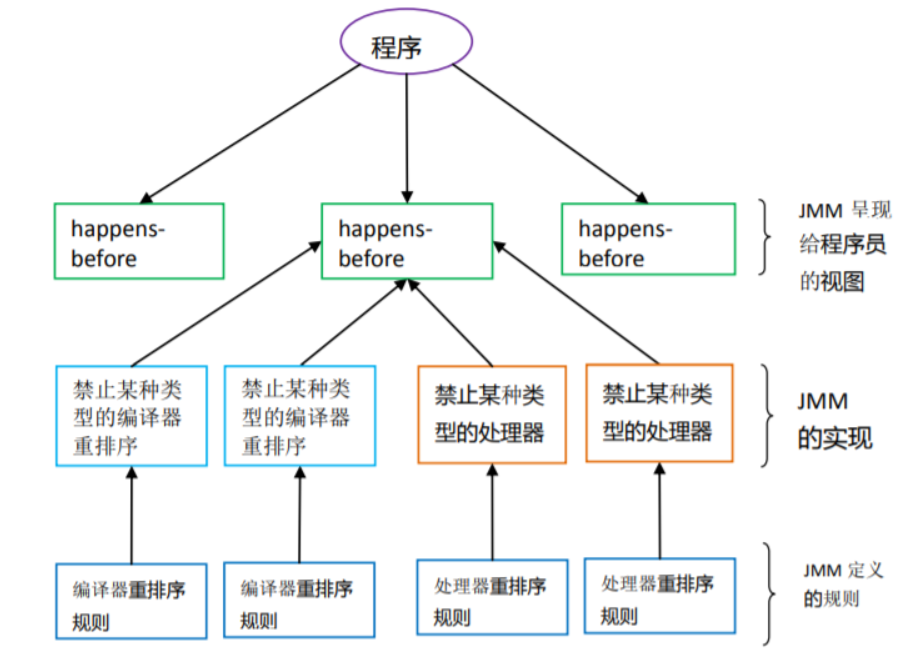 程序
happens-
before
happens-
before
happens-
before
JMM 呈现
给程序员
的视图
禁止某种类
型的编译器
重排序
禁止某种类
型的编译器
重排序
禁止某种类
型的处理器
禁止某种类
型的处理器
JMM
的实现
编译器重排序
规则
编译器重排序
规则
处理器重排序
规则
处理器重排序
规则
JMM 定义
的规则